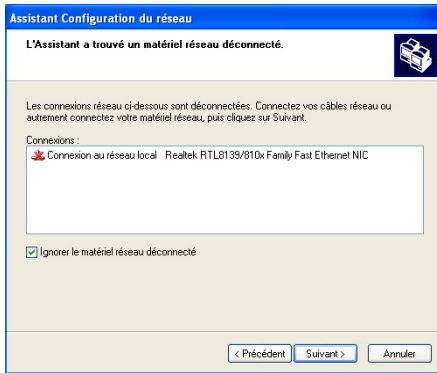 Assistant Configuration du réseau
L'Assistant a trouvé un matériel réseau déconnecté.
Les connexions réseau ci-dessous sont déconnectées. Connectez vos câbles réseau ou
autrement connectez votre matériel réseau, puis cliquez sur Suivant.
Connexions :
Connexion au réseau local Realtek RTL8139/810x Family Fast Ethernet NIC
Ignorer le matériel réseau déconnecté
< Précédent Suivant > Annuler